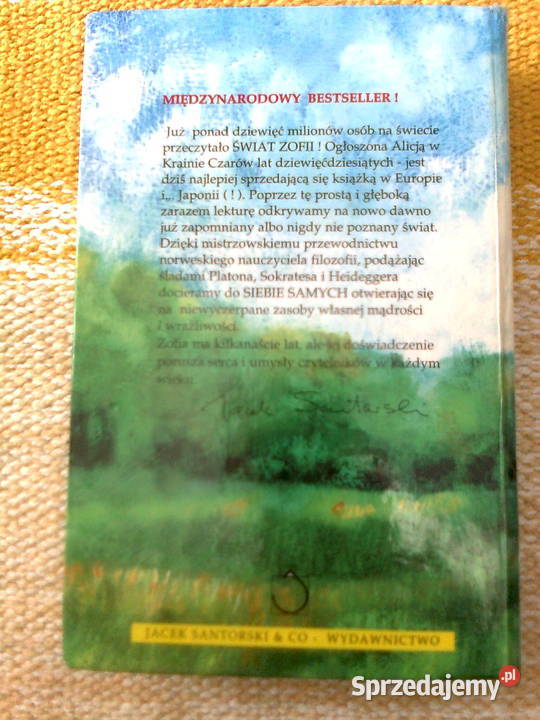 MIĘDZYNARODOWY BESTSELLER !
Już ponad dziewięć milionów osób na świecie
przeczytało ŚWIAT ZOFII ! Ogłoszona Alicją w
Krainie Czarów lat dziewięćdziesiątych - jest
dziś najlepiej sprzedającą się książką w Europie
i... Japonii ( ! ). Poprzez tę prostą i głęboką
zarazem lekturę odkrywamy na nowo dawno
już zapomniany albo nigdy nie poznany świat.
Dzięki mistrzowskiemu przewodnictwu
norweskiego nauczyciela filozofii, podążając
śladami Platona, Sokratesa i Heideggera
docieramy do SIEBIE SAMYCH otwierając się
na niewyczerpane zasoby własnej mądrości
i wrażliwości.
Zofia ma kilkanaście lat, ale jej doświadczenie
porusza serca i umysły czytelników w każdym
wieku.
Jacek Santorski
JACEK SANTORSKI & CO - WYDAWNICTWO
Sprzedajemy.pl